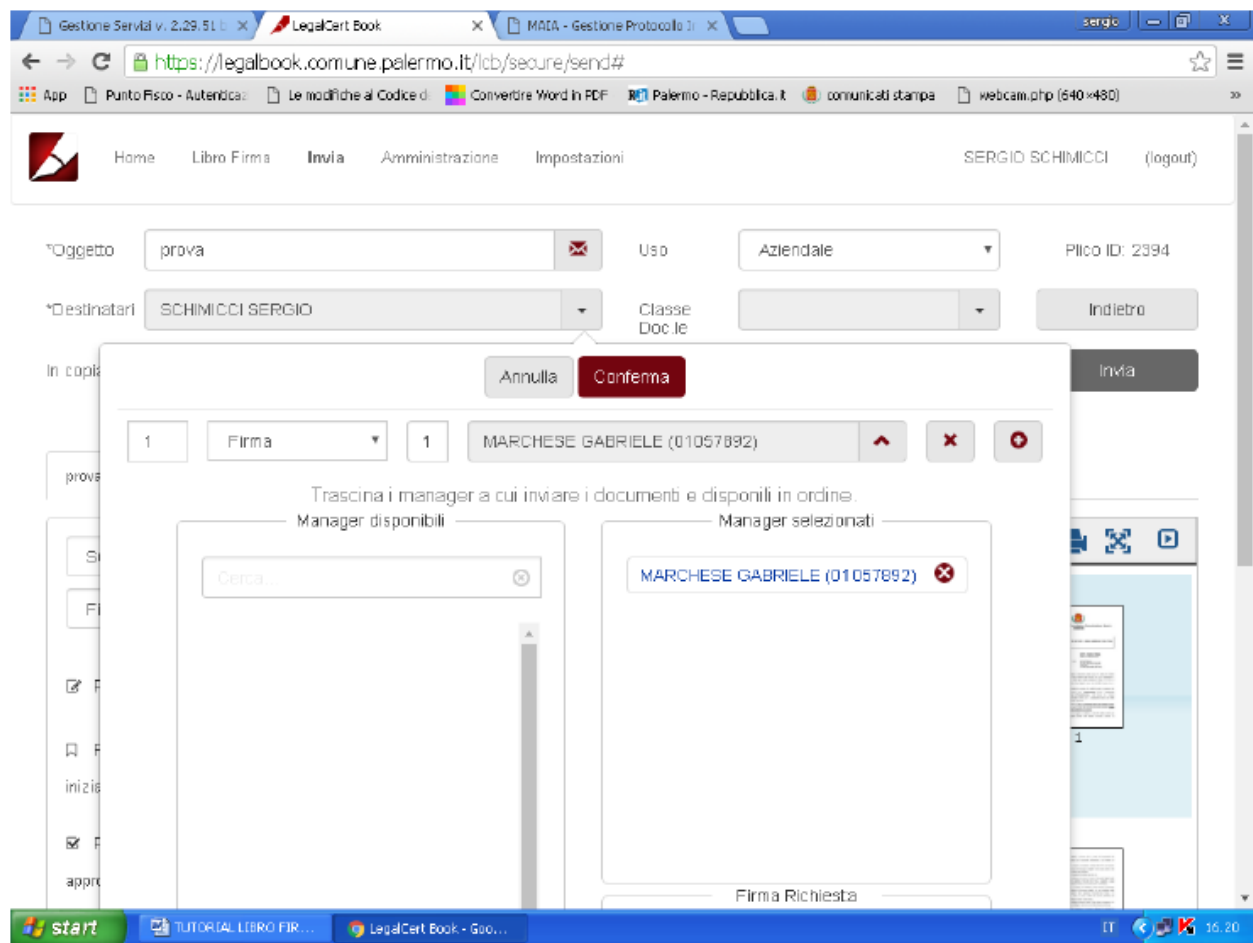 Gestione Servizi v. 2.29.51 b
LegalCert Book
MAIA - Gestione Protocollo I
sergio
https://legalbook.comune.palermo.it/lcb/secure/send#
App
Punto Fisco - Autentica
Le modifiche al Codice d
Convertire Word in PDF
Palermo - Repubblica.it
comunicati stampa
webcam.php (640×480)
Home
Libro Firma
Invia
Amministrazione
Impostazioni
SERGIO SCHIMICCI
(logout)
*Oggetto
prova
Uso
Aziendale
Plico ID: 2394
*Destinatari
SCHIMICCI SERGIO
Classe
Doc.le
Indietro
In copia
Annulla
Conferma
Invia
1
Firma
1
MARCHESE GABRIELE (01057892)
prova
Trascina i manager a cui inviare i documenti e disponili in ordine.
Manager disponibili
Manager selezionati
Cerca...
MARCHESE GABRIELE (01057892)
1
Firma Richiesta
start
TUTORIAL LIBRO FIR...
LegalCert Book - Goo...
IT
16.20